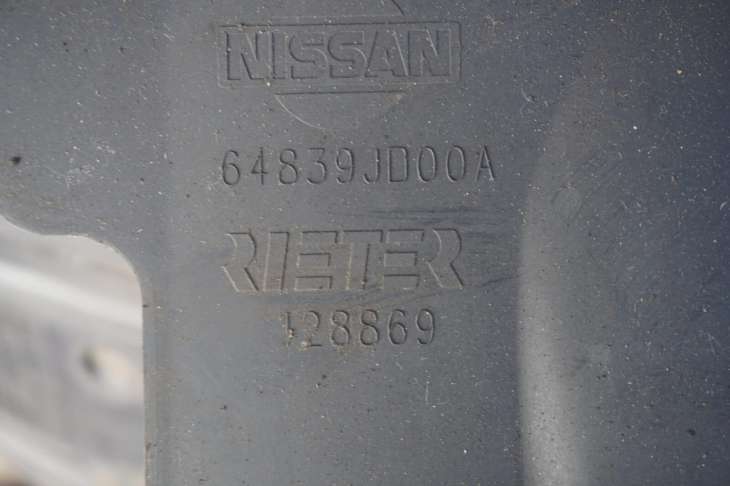 NISSAN
64839JD00A
RIETER
128869